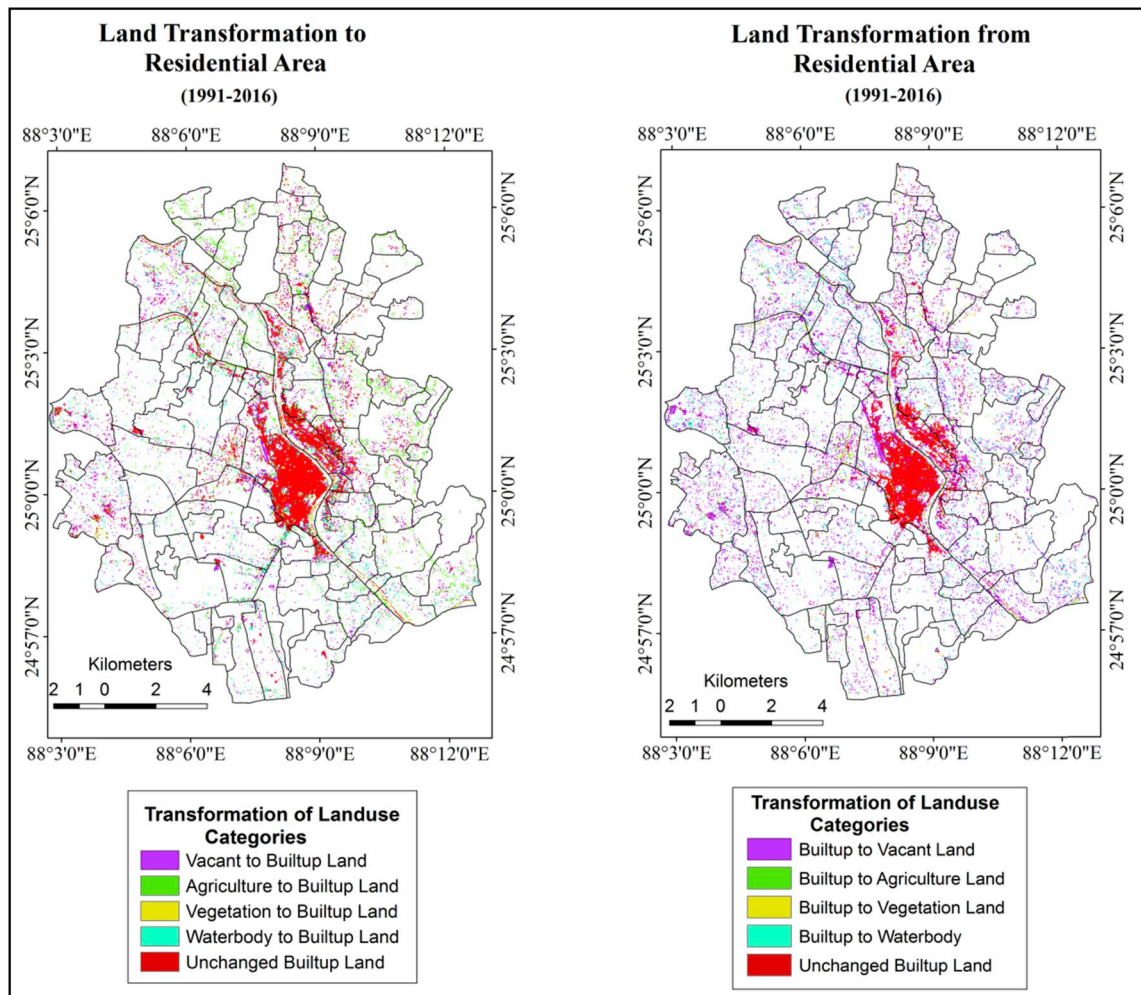 Land Transformation to
Residential Area
(1991-2016)
88°3'0"E
88°6'0"E
88°9'0"E
88°12'0"E
25°6'0"N
25°3'0"N
25°0'0"N
24°57'0"N
25°6'0"N
25°3'0"N
25°0'0"N
24°57'0"N
Kilometers
2 1 0 2 4
88°3'0"E
88°6'0"E
88°9'0"E
88°12'0"E
Transformation of Landuse
Categories
Vacant to Builtup Land
Agriculture to Builtup Land
Vegetation to Builtup Land
Waterbody to Builtup Land
Unchanged Builtup Land
Land Transformation from
Residential Area
(1991-2016)
88°3'0"E
88°6'0"E
88°9'0"E
88°12'0"E
25°6'0"N
25°3'0"N
25°0'0"N
24°57'0"N
25°6'0"N
25°3'0"N
25°0'0"N
24°57'0"N
Kilometers
2 1 0 2 4
88°3'0"E
88°6'0"E
88°9'0"E
88°12'0"E
Transformation of Landuse
Categories
Builtup to Vacant Land
Builtup to Agriculture Land
Builtup to Vegetation Land
Builtup to Waterbody
Unchanged Builtup Land